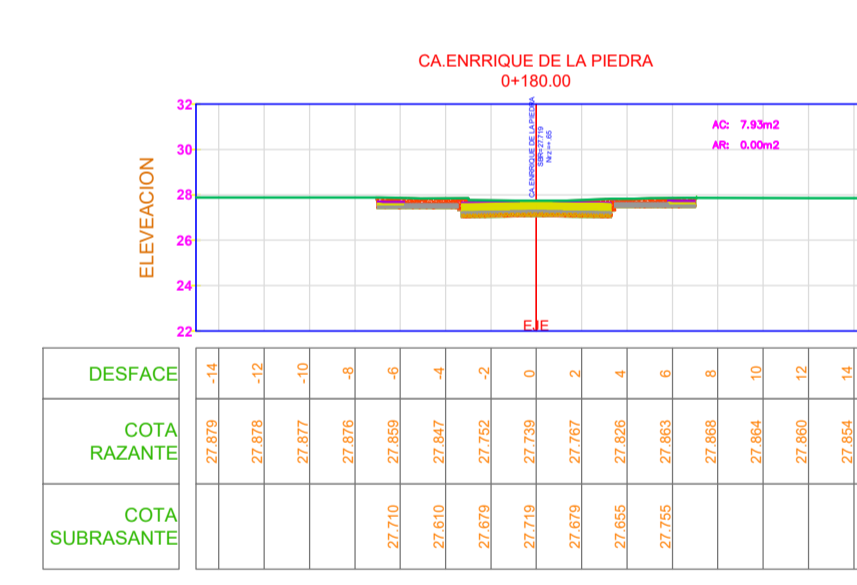 CA.ENRRIQUE DE LA PIEDRA
0+180.00
32
30
28
26
24
22
ELEVEACION
CA.ENRRIQUE DE LA PIEDRA
SBR=27.719
AC: 7.93m2
AR: 0.00m2
EJE
DESFACE -14 -12 -10 -8 -6 -4 -2 0 2 4 6 8 10 12 14
COTA
RAZANTE 27.879 27.878 27.877 27.876 27.859 27.847 27.752 27.739 27.767 27.826 27.863 27.868 27.864 27.860 27.854
COTA
SUBRASANTE 27.710 27.610 27.679 27.719 27.679 27.655 27.755